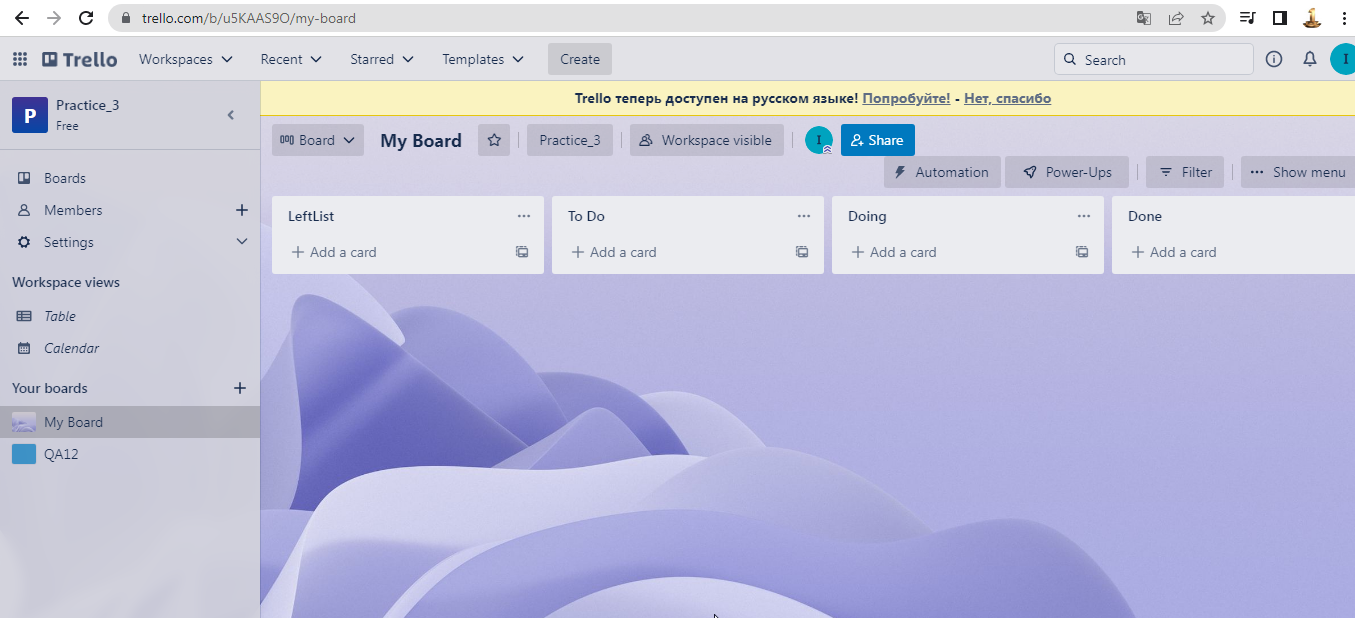 trello.com/b/u5KAAS9O/my-board
Trello Workspaces Recent Starred Templates Create Search I
P Practice_3
Free
Trello теперь доступен на русском языке! Попробуйте! - Нет, спасибо
Board My Board Practice_3 Workspace visible I Share
Automation Power-Ups Filter Show menu
Boards
Members
Settings
Workspace views
Table
Calendar
Your boards
My Board
QA12
LeftList To Do Doing Done
Add a card Add a card Add a card Add a card